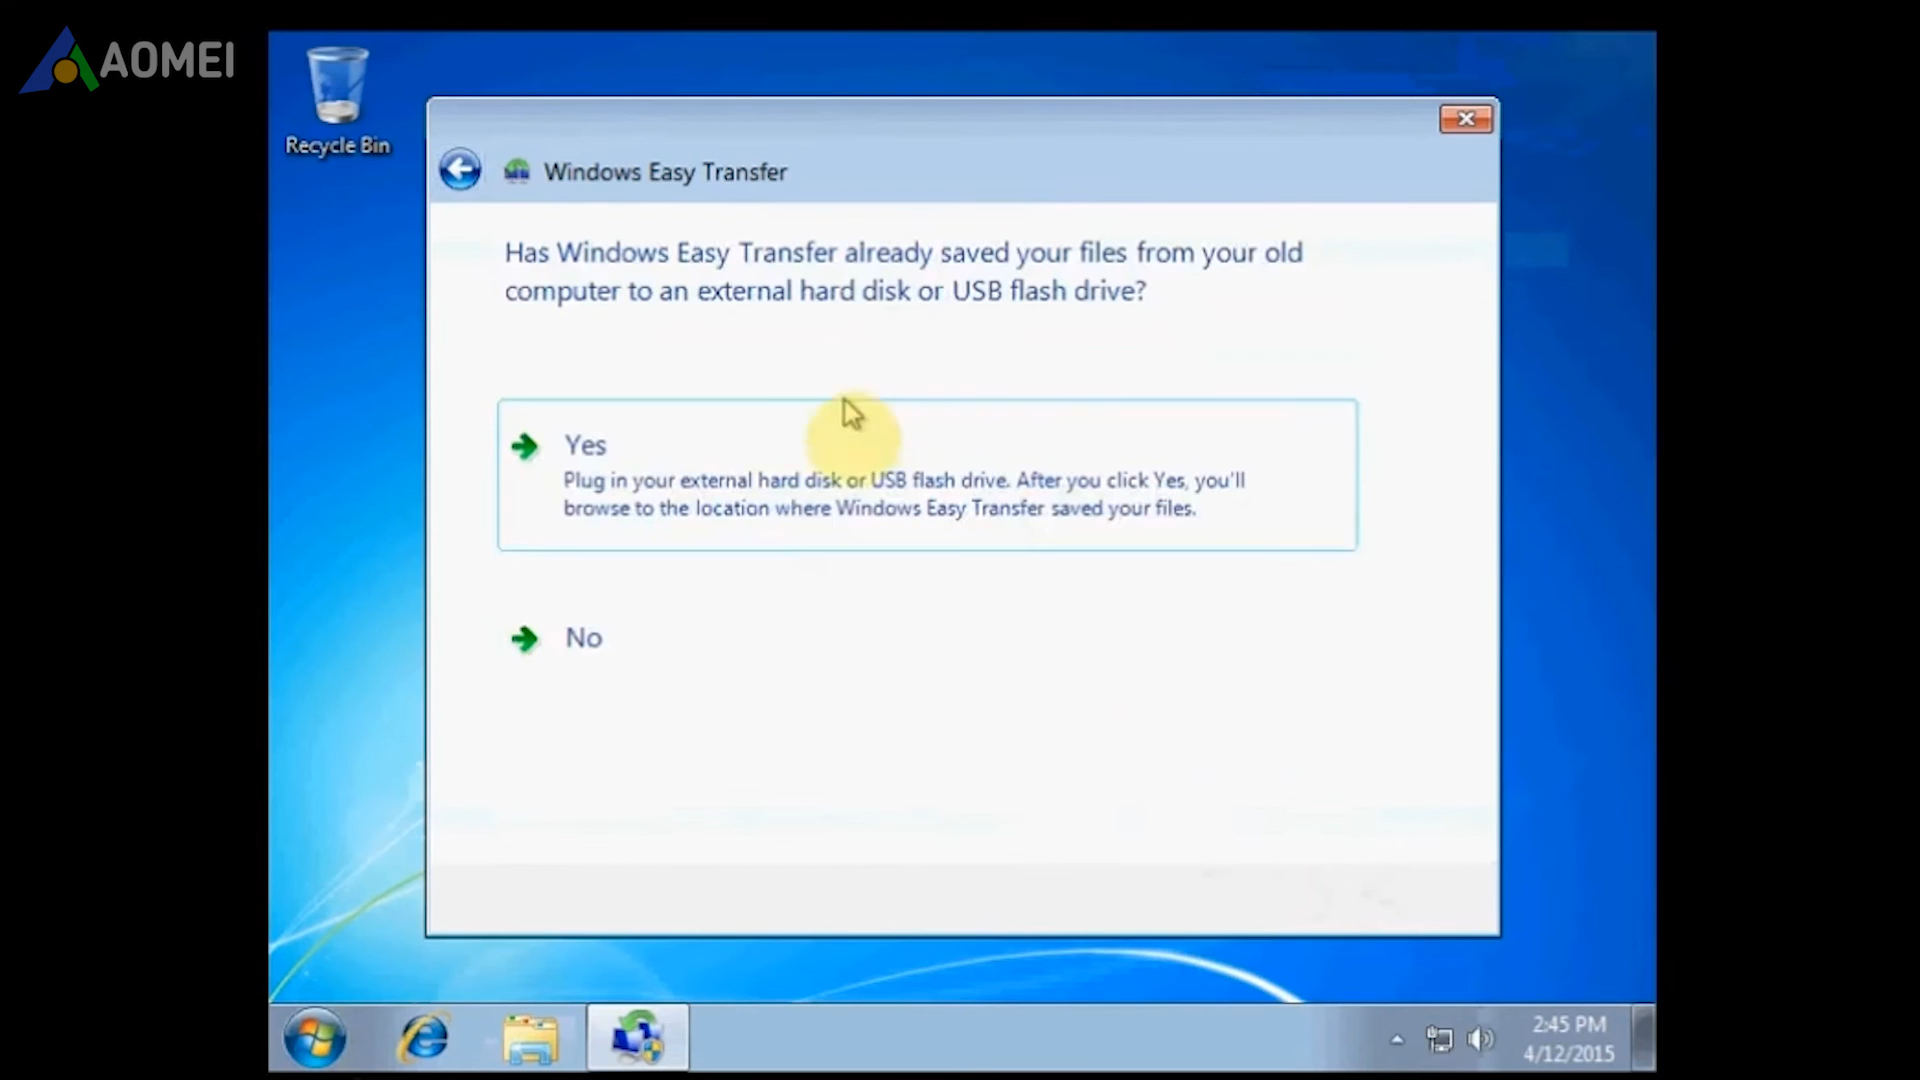 AOMEI
Recycle Bin
Windows Easy Transfer
Has Windows Easy Transfer already saved your files from your old
computer to an external hard disk or USB flash drive?
Yes
Plug in your external hard disk or USB flash drive. After you click Yes, you'll
browse to the location where Windows Easy Transfer saved your files.
No
2:45 PM
4/12/2015